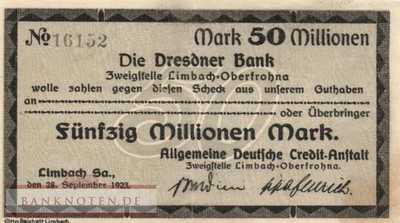 No 16152 Mark 50 Millionen
Die Dresdner Bank
Zweigstelle Limbach-Oberfrohna
wolle zahlen gegen diesen Scheck aus unserem Guthaben
an oder Überbringer
Fünfzig Millionen Mark.
Allgemeine Deutsche Credit-Anstalt
Limbach Sa., Zweigstelle Limbach-Oberfrohna.
den 28. September 1923.
BANKNOTEN.DE